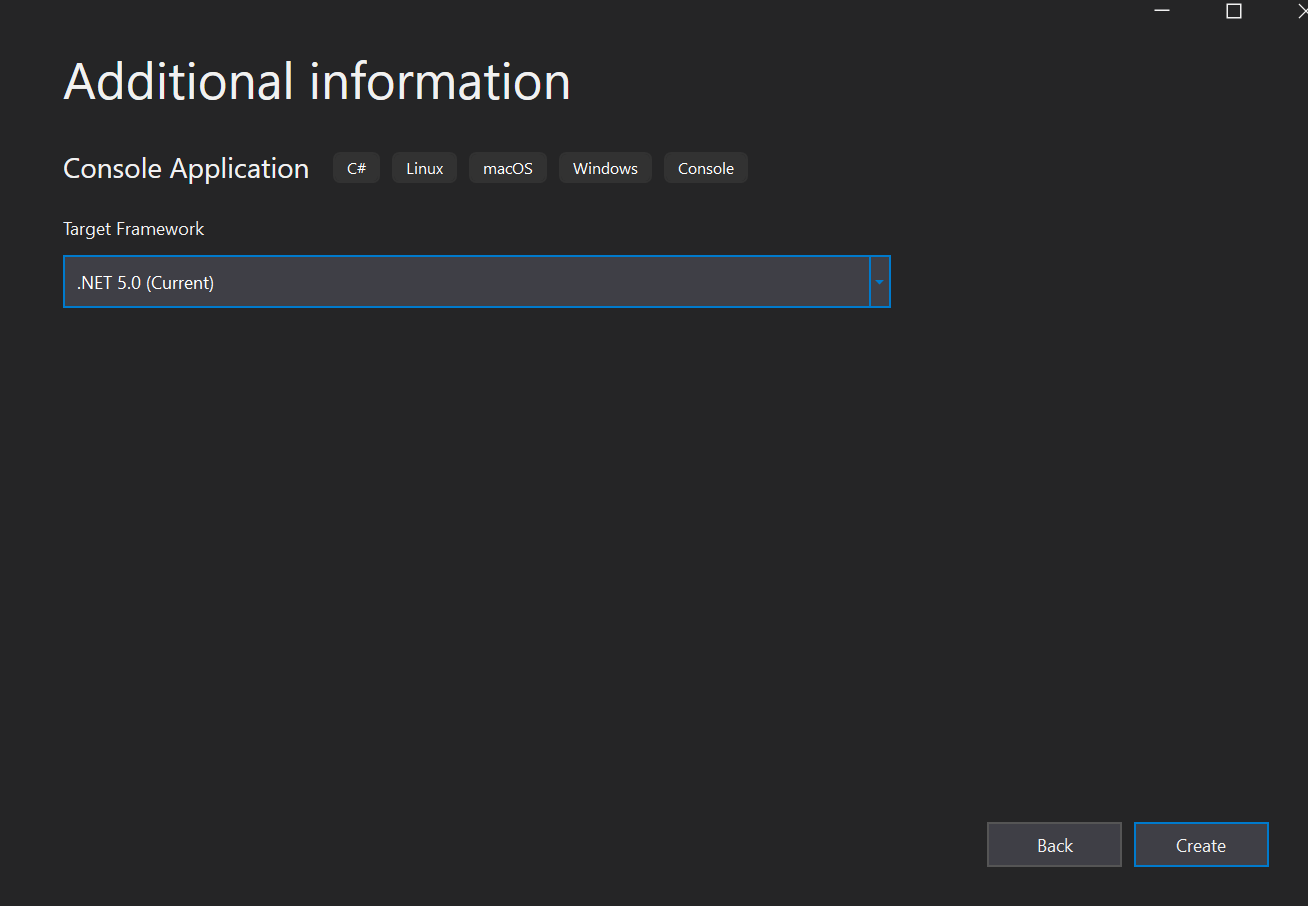 Additional information
Console Application C# Linux macOS Windows Console
Target Framework
.NET 5.0 (Current)
Back Create